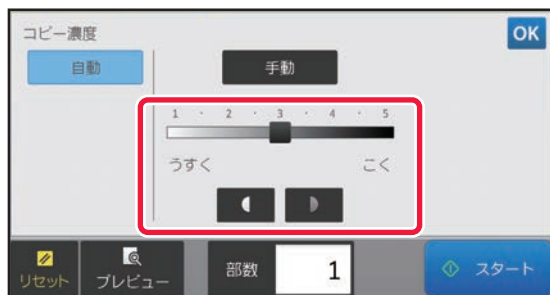 コピー濃度
OK
自動
手動
1 · 2 · 3 · 4 · 5
うすく
こく
リセット
プレビュー
部数
1
スタート